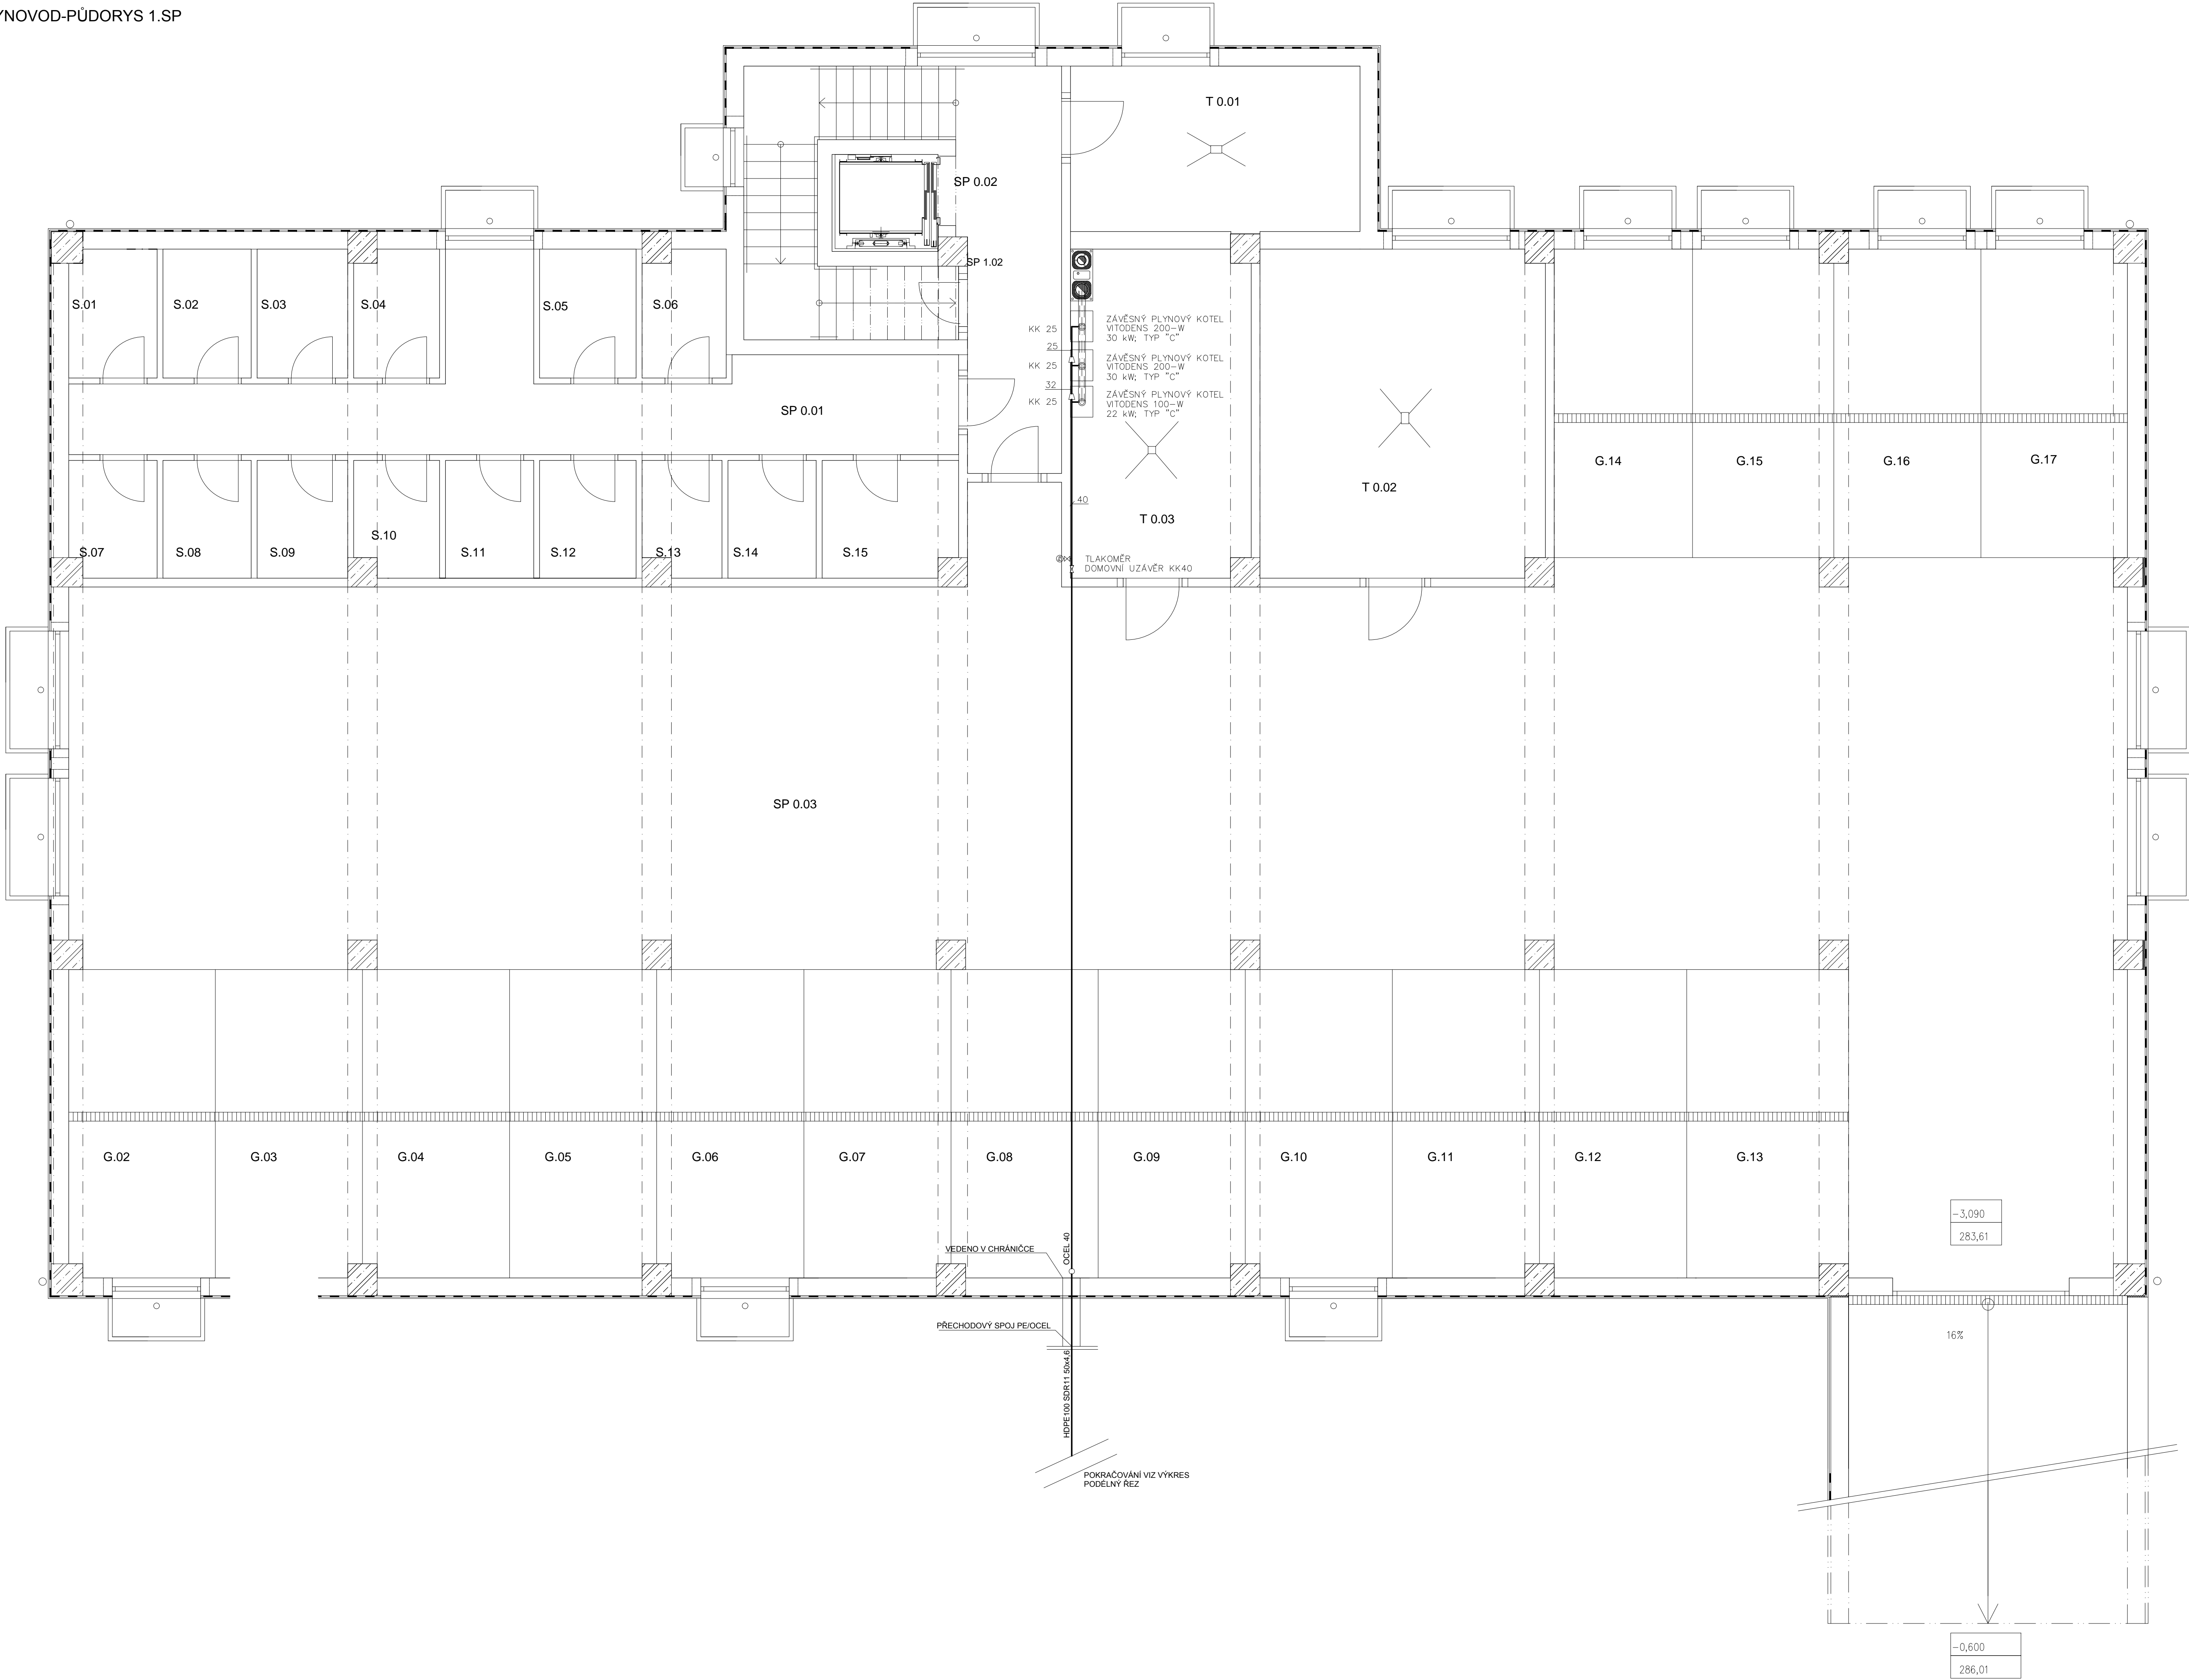 YNOVOD-PŮDORYS 1.SP
T 0.01
SP 0.02
SP 1.02
S.01
S.02
S.03
S.04
S.05
S.06
KK 25
ZÁVĚSNÝ PLYNOVÝ KOTEL
VITODENS 200-W
30 kW; TYP "C"
25
KK 25
ZÁVĚSNÝ PLYNOVÝ KOTEL
VITODENS 200-W
30 kW; TYP "C"
32
KK 25
ZÁVĚSNÝ PLYNOVÝ KOTEL
VITODENS 100-W
22 kW; TYP "C"
SP 0.01
G.14
G.15
G.16
G.17
T 0.02
40
T 0.03
S.07
S.08
S.09
S.10
S.11
S.12
S.13
S.14
S.15
TLAKOMĚR
DOMOVNÍ UZÁVĚR KK40
SP 0.03
G.02
G.03
G.04
G.05
G.06
G.07
G.08
G.09
G.10
G.11
G.12
G.13
-3,090
283,61
VEDENO V CHRÁNIČCE
OCEL 40
PŘECHODOVÝ SPOJ PE/OCEL
16%
HDPE100 SDR11 50x4.6
POKRAČOVÁNÍ VIZ VÝKRES
PODÉLNÝ ŘEZ
-0,600
286,01